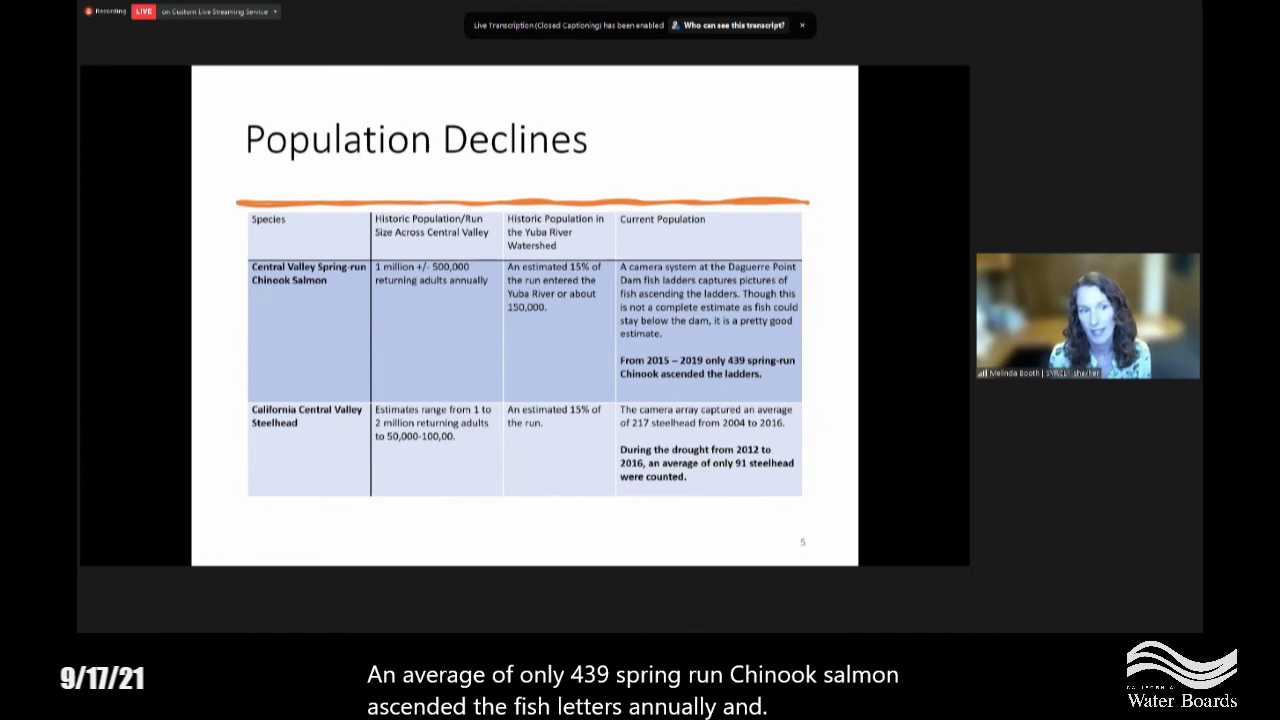 Recording LIVE on Custom Live Streaming Service
Live Transcription (Closed Captioning) has been enabled Who can see this transcript?
Population Declines
Species
Historic Population/Run
Size Across Central Valley
Historic Population in
the Yuba River
Watershed
Current Population
Central Valley Spring-run
Chinook Salmon
1 million +/- 500,000
returning adults annually
An estimated 15% of
the run entered the
Yuba River or about
150,000.
A camera system at the Daguerre Point
Dam fish ladders captures pictures of
fish ascending the ladders. Though this
is not a complete estimate as fish could
stay below the dam, it is a pretty good
estimate.
From 2015 – 2019 only 439 spring-run
Chinook ascended the ladders.
California Central Valley
Steelhead
Estimates range from 1 to
2 million returning adults
to 50,000-100,00.
An estimated 15% of
the run.
The camera array captured an average
of 217 steelhead from 2004 to 2016.
During the drought from 2012 to
2016, an average of only 91 steelhead
were counted.
5
Melinda Booth | SYRCL | she/her
9/17/21
An average of only 439 spring run Chinook salmon
ascended the fish letters annually and.
CALIFORNIA
Water Boards